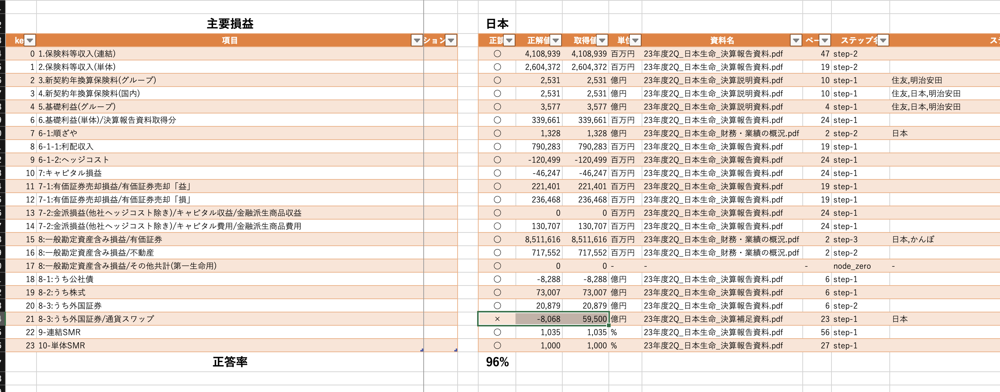 主要損益 日本
ke 項目 ション 正誤 正解値 取得値 単位 資料名 ペー ステップ名 ス
0 1.保険料等収入(連結) ○ 4,108,939 4,108,939 百万円 23年度2Q_日本生命_決算報告資料.pdf 47 step-2
1 2.保険料等収入(単体) ○ 2,604,372 2,604,372 百万円 23年度2Q_日本生命_決算報告資料.pdf 19 step-2
2 3.新契約年換算保険料(グループ) ○ 2,531 2,531 億円 23年度2Q_日本生命_決算説明資料.pdf 10 step-1 住友,明治安田
3 4.新契約年換算保険料(国内) ○ 2,531 2,531 億円 23年度2Q_日本生命_決算説明資料.pdf 10 step-1 住友,日本,明治安田
4 5.基礎利益(グループ) ○ 3,577 3,577 億円 23年度2Q_日本生命_決算説明資料.pdf 4 step-1 住友,日本,明治安田
6 6.基礎利益(単体)/決算報告資料取得分 ○ 339,661 339,661 百万円 23年度2Q_日本生命_決算報告資料.pdf 24 step-1
7 6-1:順ざや ○ 1,328 1,328 億円 23年度2Q_日本生命_財務・業績の概況.pdf 2 step-2 日本
8 6-1-1:利配収入 ○ 790,283 790,283 百万円 23年度2Q_日本生命_決算報告資料.pdf 19 step-1
9 6-1-2:ヘッジコスト ○ -120,499 -120,499 百万円 23年度2Q_日本生命_決算報告資料.pdf 24 step-1
10 7:キャピタル損益 ○ -46,247 -46,247 百万円 23年度2Q_日本生命_決算報告資料.pdf 24 step-1
11 7-1:有価証券売却損益/有価証券売却「益」 ○ 221,401 221,401 百万円 23年度2Q_日本生命_決算報告資料.pdf 19 step-1
12 7-1:有価証券売却損益/有価証券売却「損」 ○ 236,468 236,468 百万円 23年度2Q_日本生命_決算報告資料.pdf 19 step-1
13 7-2:金派損益(他社ヘッジコスト除き)/キャピタル収益/金融派生商品収益 ○ 0 0 百万円 23年度2Q_日本生命_決算報告資料.pdf 24 step-1
14 7-2:金派損益(他社ヘッジコスト除き)/キャピタル費用/金融派生商品費用 ○ 130,707 130,707 百万円 23年度2Q_日本生命_決算報告資料.pdf 24 step-1
15 8:一般勘定資産含み損益/有価証券 ○ 8,511,616 8,511,616 百万円 23年度2Q_日本生命_財務・業績の概況.pdf 2 step-3 日本,かんぽ
16 8:一般勘定資産含み損益/不動産 ○ 717,552 717,552 百万円 23年度2Q_日本生命_財務・業績の概況.pdf 2 step-2
17 8:一般勘定資産含み損益/その他共計(第一生命用) ○ 0 0 - - - node_zero -
18 8-1:うち公社債 ○ -8,288 -8,288 億円 23年度2Q_日本生命_決算報告資料.pdf 6 step-1
19 8-2:うち株式 ○ 73,007 73,007 億円 23年度2Q_日本生命_決算報告資料.pdf 6 step-1
20 8-3:うち外国証券 ○ 20,879 20,879 億円 23年度2Q_日本生命_決算報告資料.pdf 6 step-2
21 8-3:うち外国証券/通貨スワップ × -8,068 59,500 億円 23年度2Q_日本生命_決算補足資料.pdf 23 step-1 日本
22 9-連結SMR ○ 1,035 1,035 % 23年度2Q_日本生命_決算報告資料.pdf 56 step-1
23 10-単体SMR ○ 1,000 1,000 % 23年度2Q_日本生命_決算報告資料.pdf 27 step-1
正答率 96%